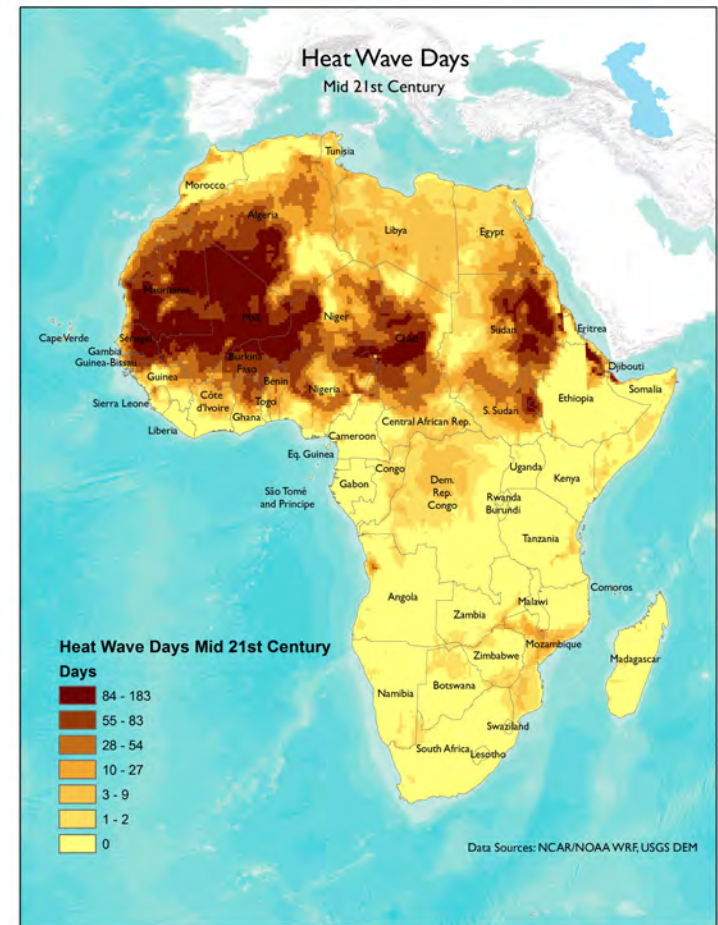 Heat Wave Days
Mid 21st Century
Tunisia
Morocco
Algeria
Libya
Egypt
Mauritania
Mali
Niger
Chad
Sudan
Eritrea
Cape Verde
Senegal
Gambia
Guinea-Bissau
Burkina
Faso
Djibouti
Guinea
Benin
Nigeria
Somalia
Côte
d'Ivoire
Togo
Ethiopia
Sierra Leone
Ghana
S. Sudan
Central African Rep.
Liberia
Cameroon
Eq. Guinea
Congo
Uganda
Gabon
Dem.
Rep.
Congo
Kenya
São Tomé
and Principe
Rwanda
Burundi
Tanzania
Comoros
Angola
Malawi
Zambia
Mozambique
Zimbabwe
Madagascar
Namibia
Botswana
Swaziland
South Africa
Lesotho
Heat Wave Days Mid 21st Century
Days
84 - 183
55 - 83
28 - 54
10 - 27
3 - 9
1 - 2
0
Data Sources: NCAR/NOAA WRF, USGS DEM